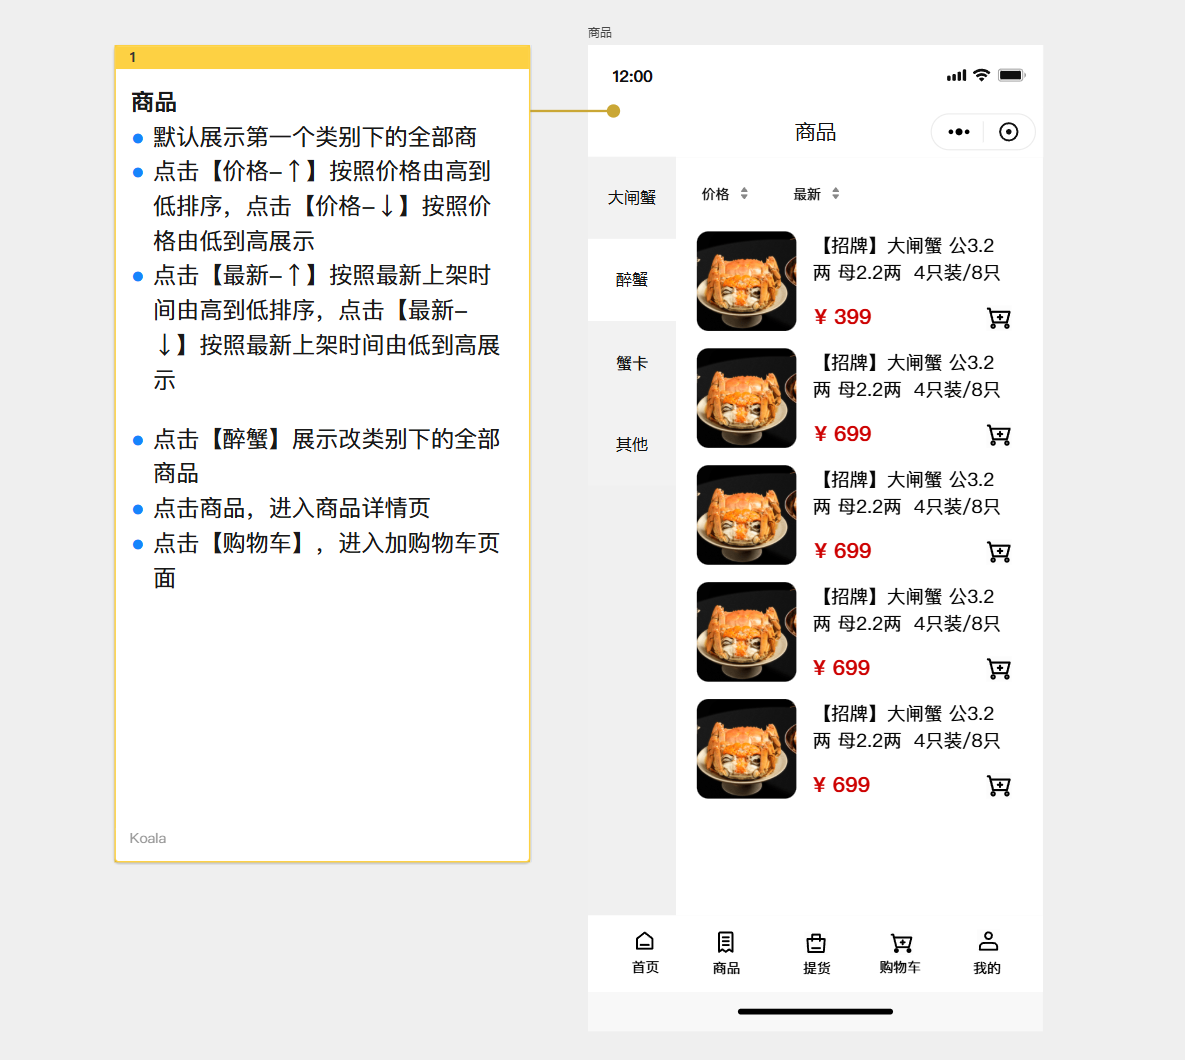 商品
1
商品
默认展示第一个类别下的全部商
点击【价格-↑】按照价格由高到
低排序，点击【价格-↓】按照价
格由低到高展示
点击【最新-↑】按照最新上架时
间由高到低排序，点击【最新-
↓】按照最新上架时间由低到高展
示
点击【醉蟹】展示改类别下的全部
商品
点击商品，进入商品详情页
点击【购物车】，进入加购物车页
面
Koala
12:00
商品
大闸蟹
醉蟹
蟹卡
其他
价格
最新
【招牌】大闸蟹 公3.2
两 母2.2两 4只装/8只
¥ 399
【招牌】大闸蟹 公3.2
两 母2.2两 4只装/8只
¥ 699
【招牌】大闸蟹 公3.2
两 母2.2两 4只装/8只
¥ 699
【招牌】大闸蟹 公3.2
两 母2.2两 4只装/8只
¥ 699
【招牌】大闸蟹 公3.2
两 母2.2两 4只装/8只
¥ 699
首页
商品
提货
购物车
我的